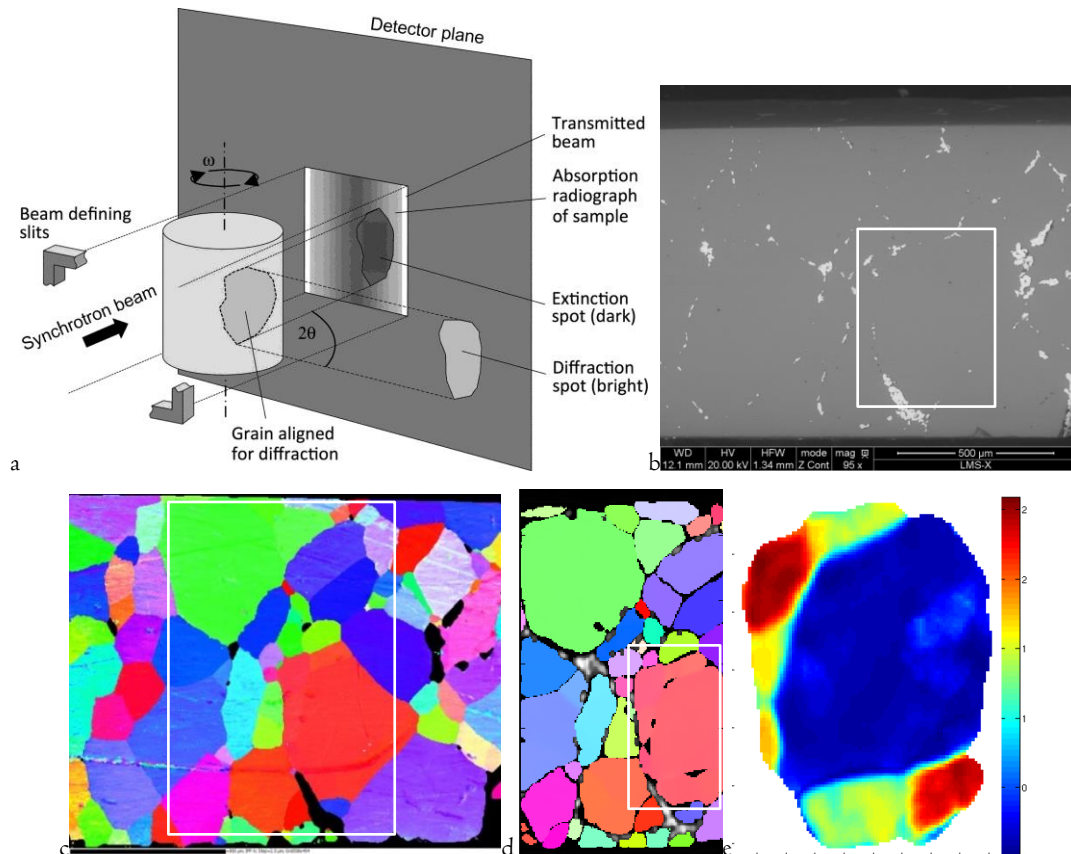 Detector plane
ω
Transmitted
beam
Absorption
radiograph
of sample
Beam defining
slits
Synchrotron beam
2θ
Extinction
spot (dark)
Diffraction
spot (bright)
Grain aligned
for diffraction
a
b
WD HV HFW mode mag 500 µm
12.1 mm 20.00 kV 1.34 mm Z Cont 95 x LMS-X
2
2
1
1
0
c
d
e